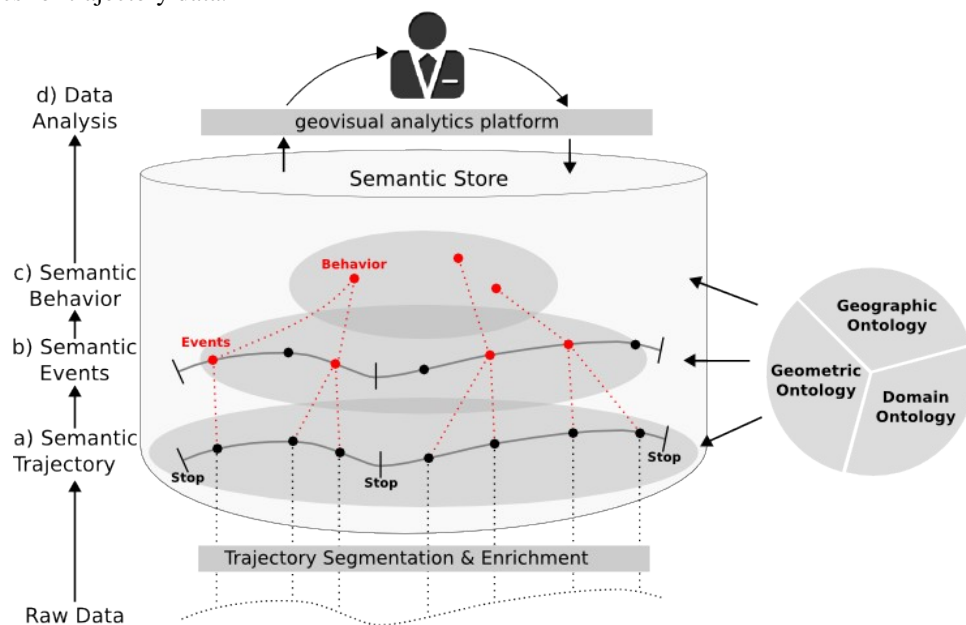 d) Data
Analysis
geovisual analytics platform
Semantic Store
c) Semantic
Behavior
Behavior
b) Semantic
Events
Events
a) Semantic
Trajectory
Stop
Stop
Stop
Geographic
Ontology
Geometric
Ontology
Domain
Ontology
Trajectory Segmentation & Enrichment
Raw Data